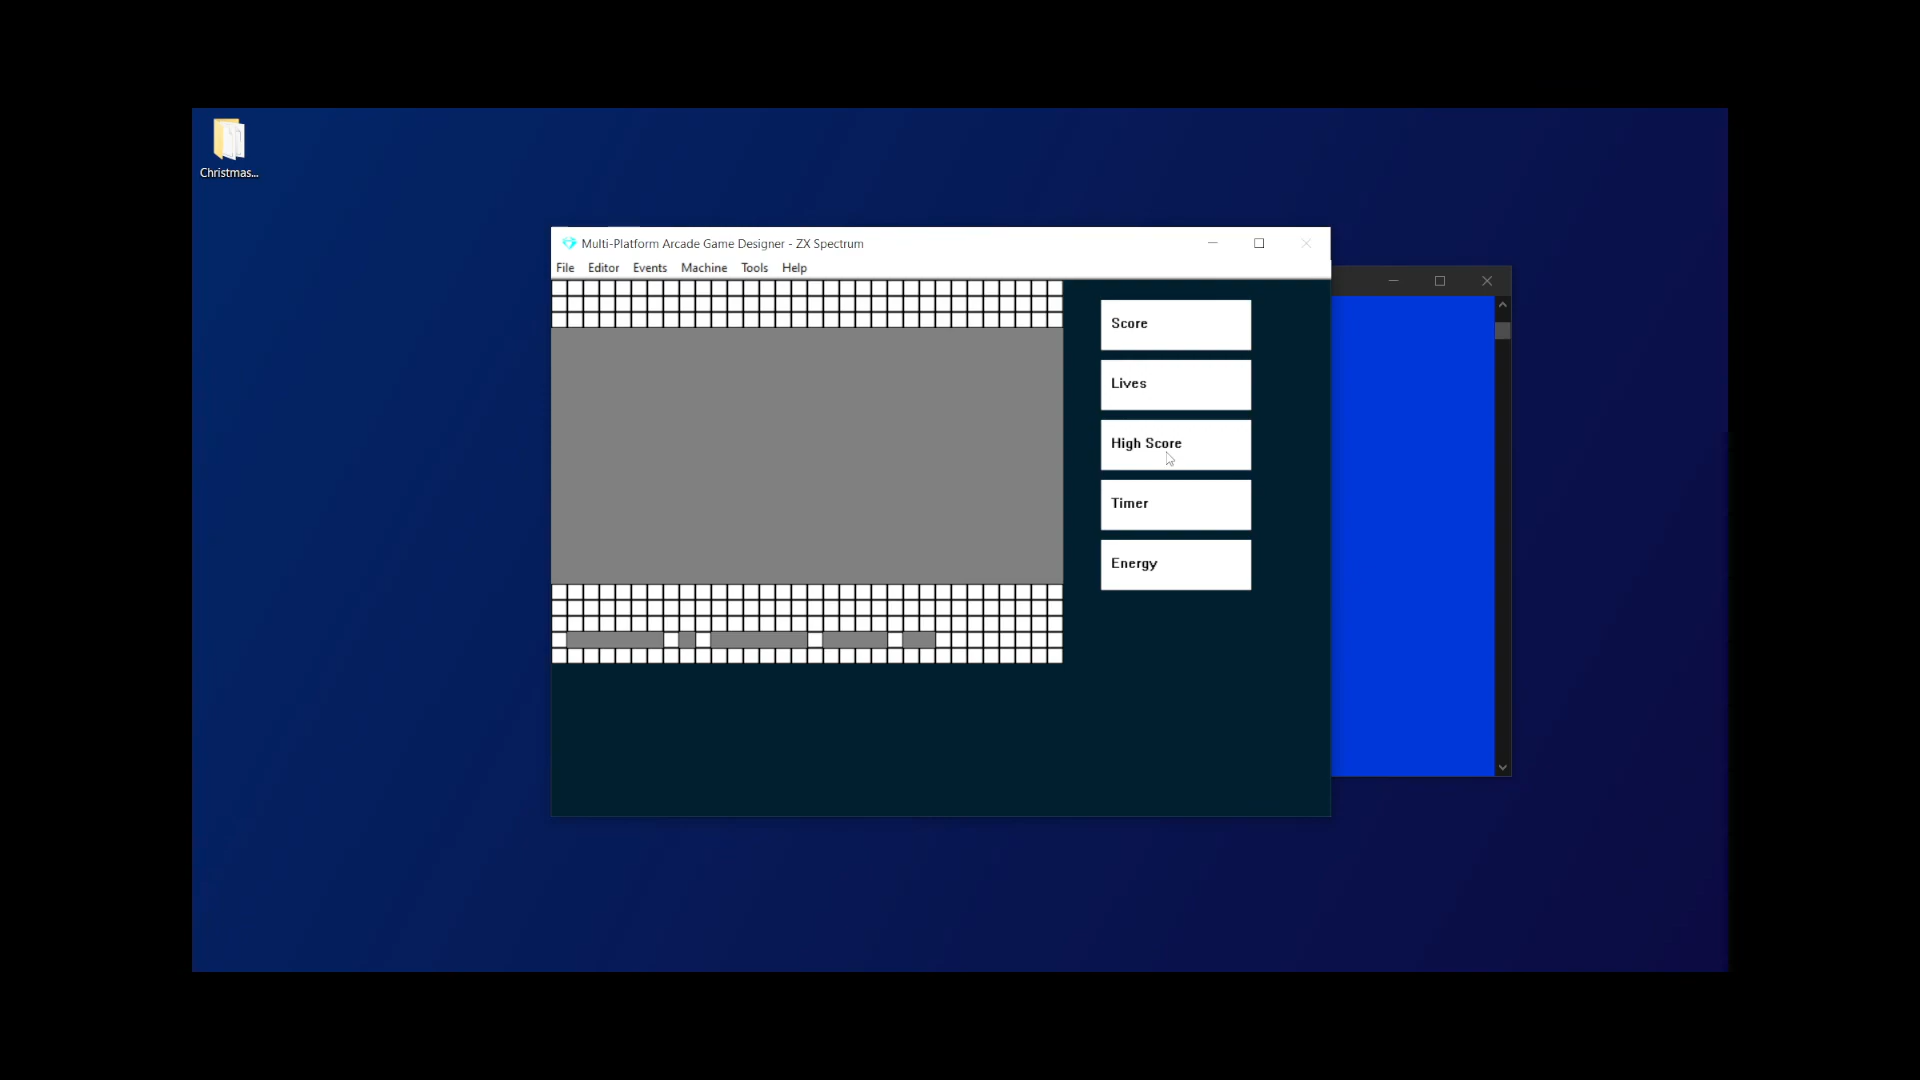 Christmas...
Multi-Platform Arcade Game Designer - ZX Spectrum
File Editor Events Machine Tools Help
Score
Lives
High Score
Timer
Energy